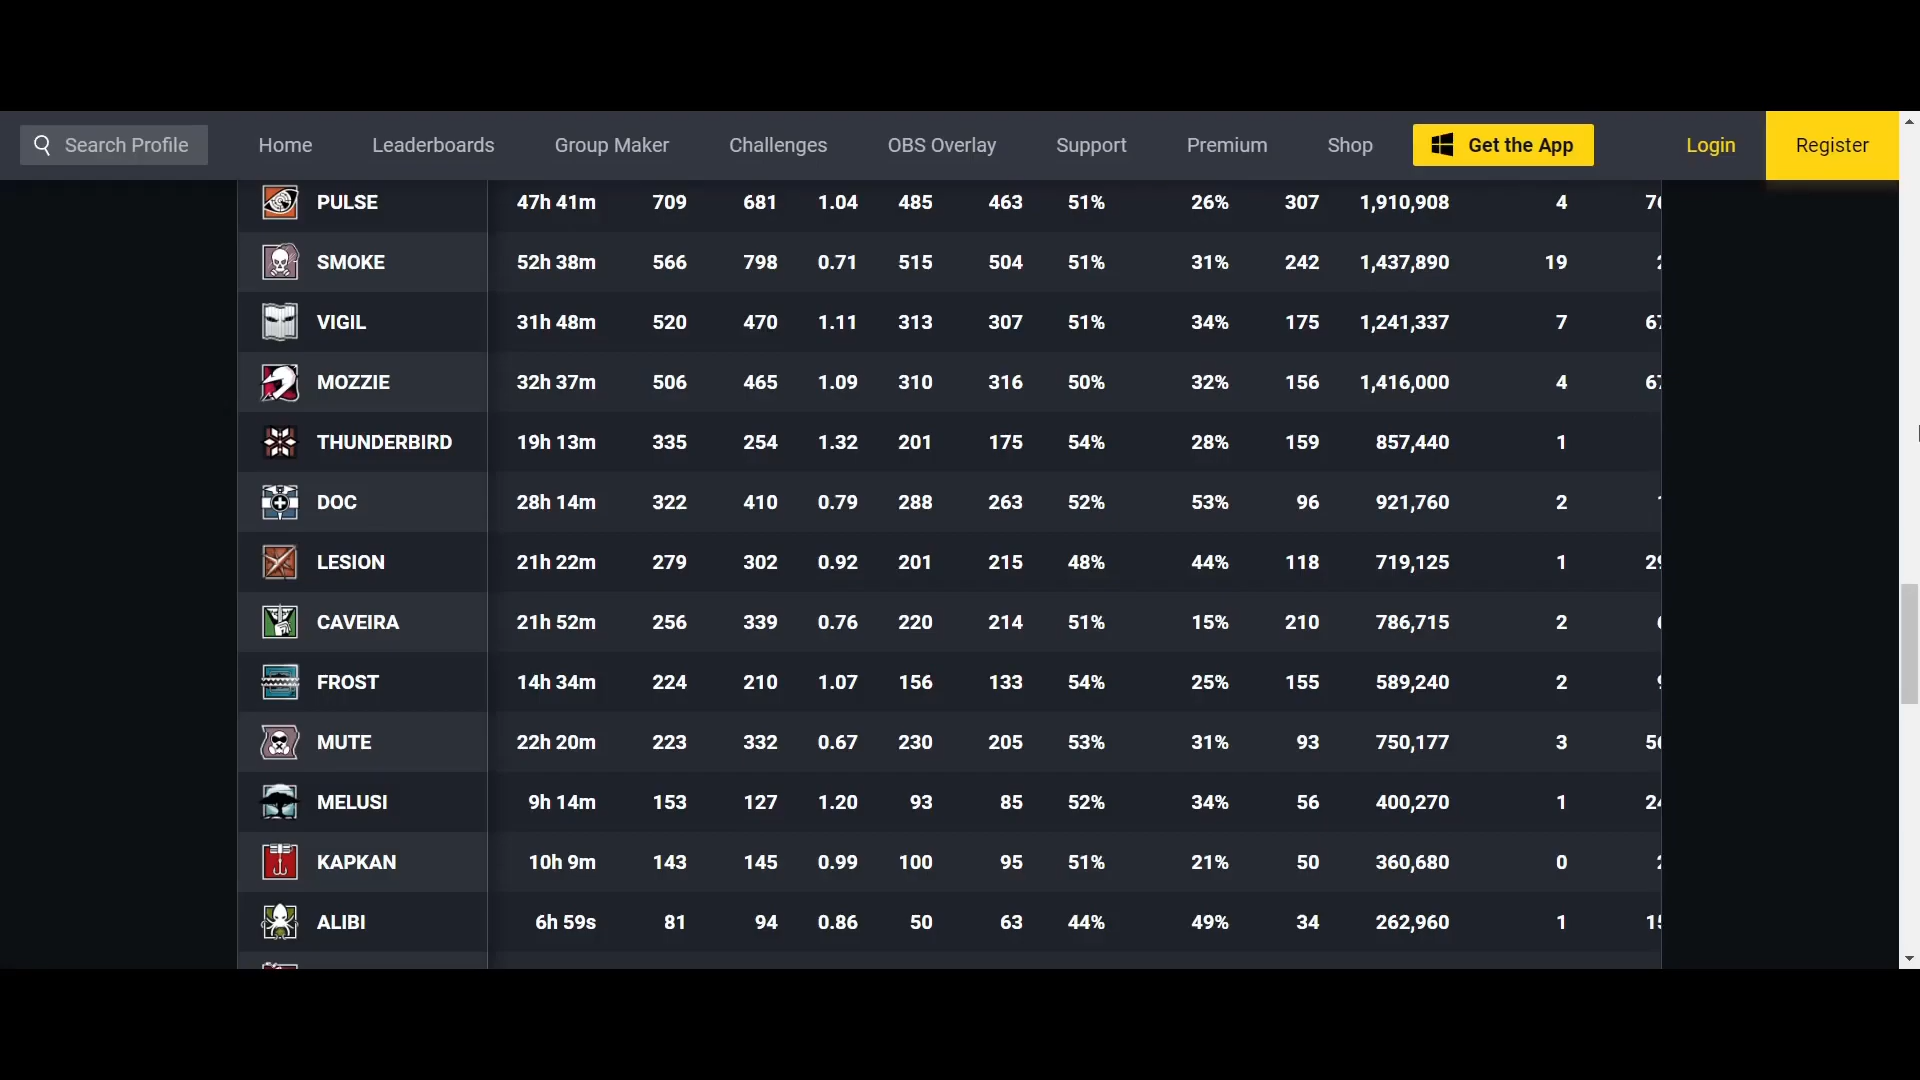 Search Profile Home Leaderboards Group Maker Challenges OBS Overlay Support Premium Shop Get the App Login Register
PULSE 47h 41m 709 681 1.04 485 463 51% 26% 307 1,910,908 4
SMOKE 52h 38m 566 798 0.71 515 504 51% 31% 242 1,437,890 19
VIGIL 31h 48m 520 470 1.11 313 307 51% 34% 175 1,241,337 7
MOZZIE 32h 37m 506 465 1.09 310 316 50% 32% 156 1,416,000 4
THUNDERBIRD 19h 13m 335 254 1.32 201 175 54% 28% 159 857,440 1
DOC 28h 14m 322 410 0.79 288 263 52% 53% 96 921,760 2
LESION 21h 22m 279 302 0.92 201 215 48% 44% 118 719,125 1
CAVEIRA 21h 52m 256 339 0.76 220 214 51% 15% 210 786,715 2
FROST 14h 34m 224 210 1.07 156 133 54% 25% 155 589,240 2
MUTE 22h 20m 223 332 0.67 230 205 53% 31% 93 750,177 3
MELUSI 9h 14m 153 127 1.20 93 85 52% 34% 56 400,270 1
KAPKAN 10h 9m 143 145 0.99 100 95 51% 21% 50 360,680 0
ALIBI 6h 59s 81 94 0.86 50 63 44% 49% 34 262,960 1